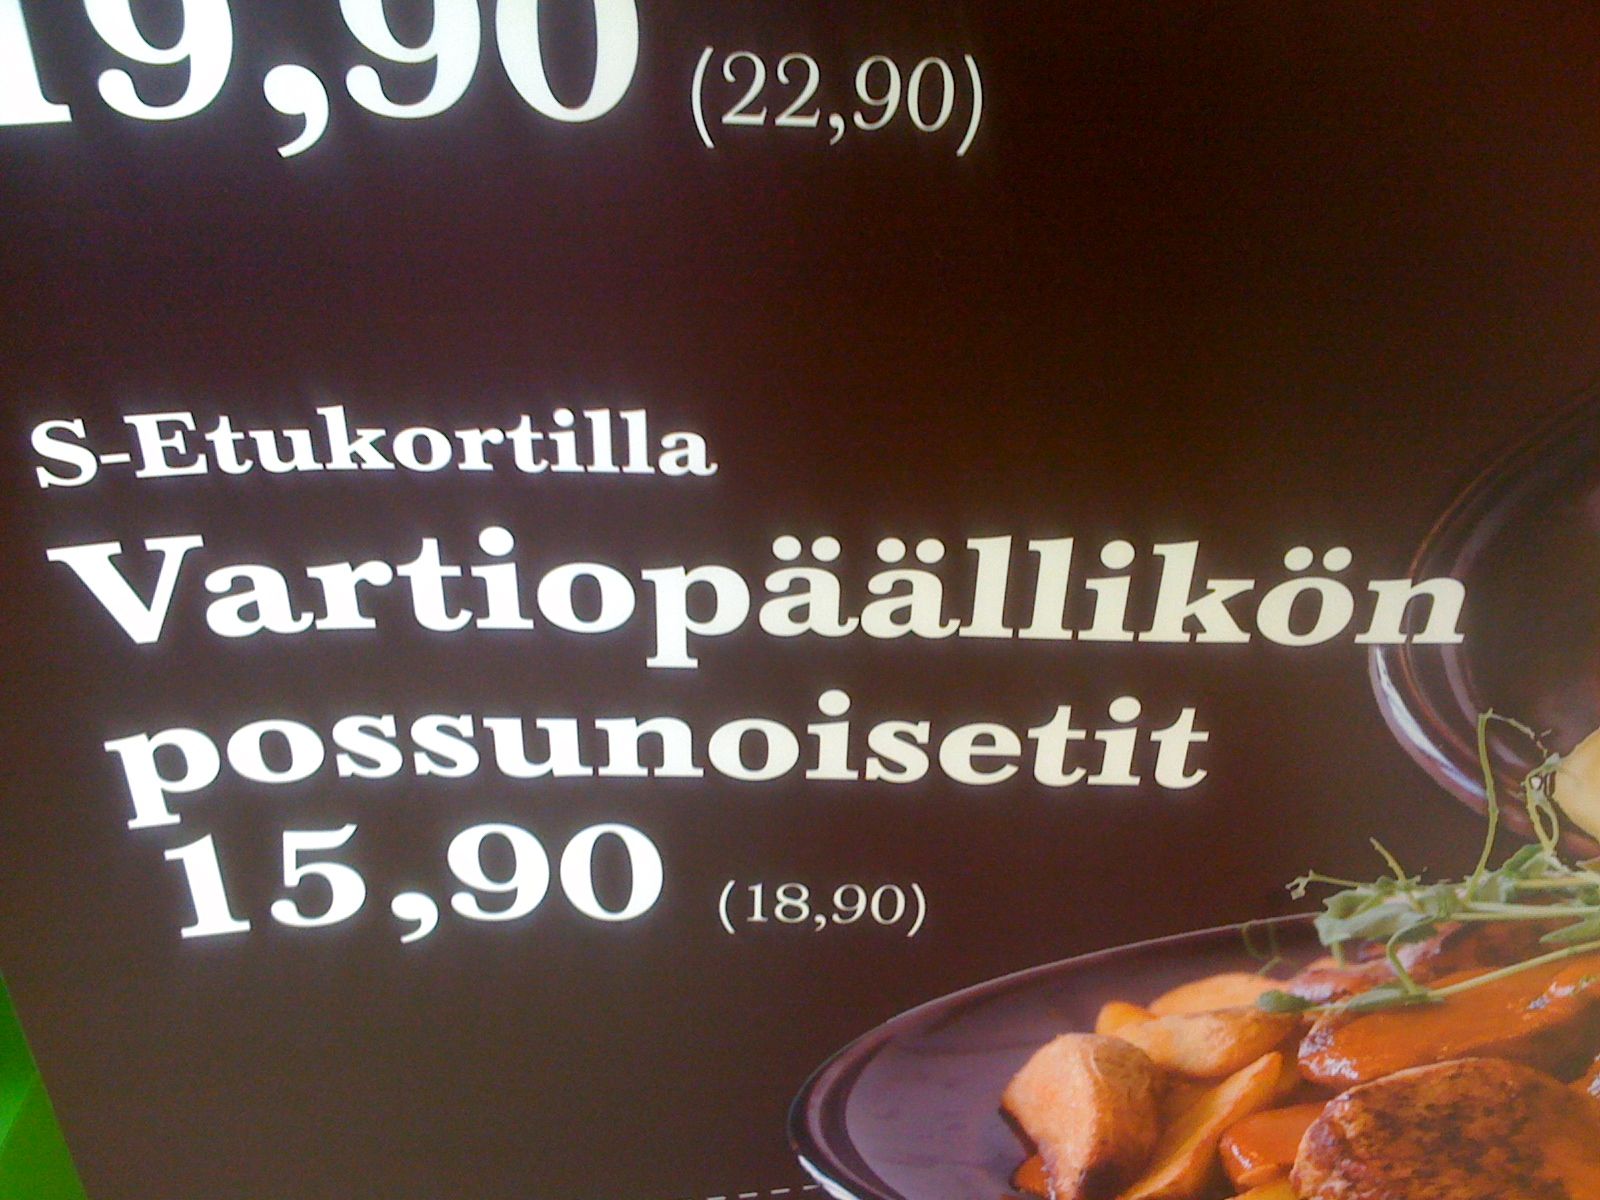 19,90 (22,90)
S-Etukortilla
Vartiopäällikön
possunoisetit
15,90 (18,90)